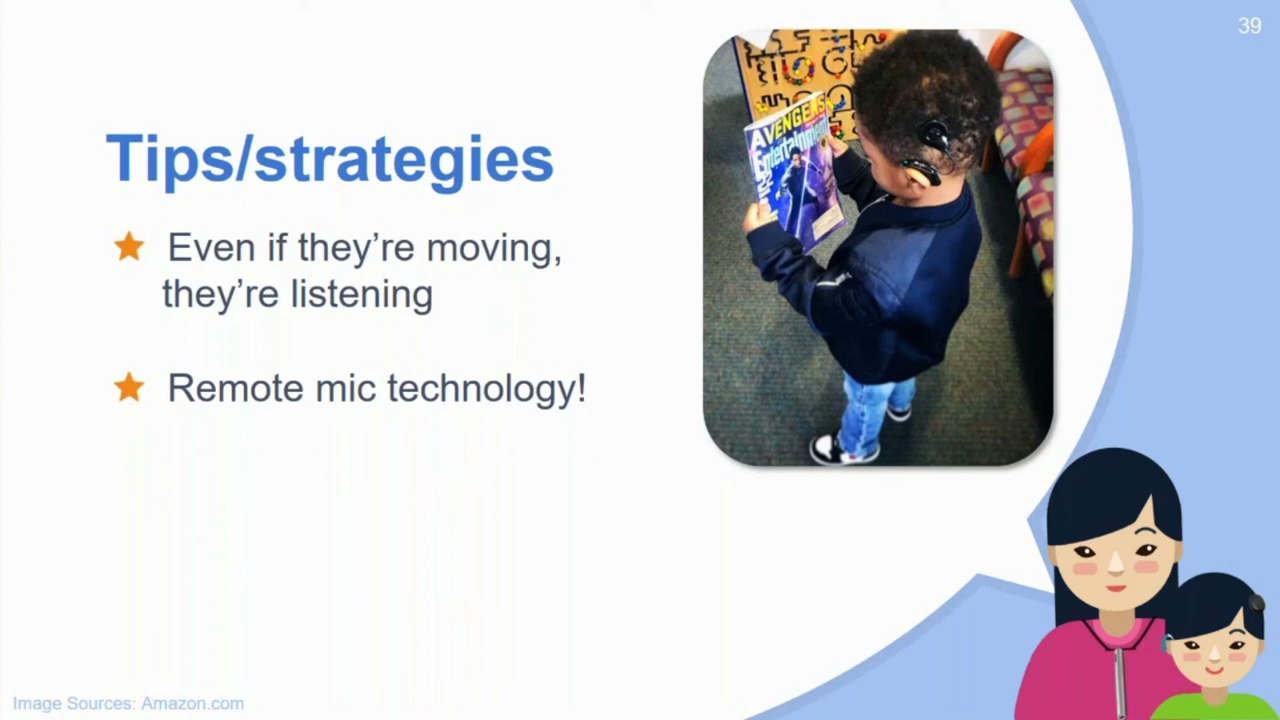 39
Tips/strategies
Even if they’re moving,
they’re listening
Remote mic technology!
AVENGERS
Entertainment
Image Sources: Amazon.com